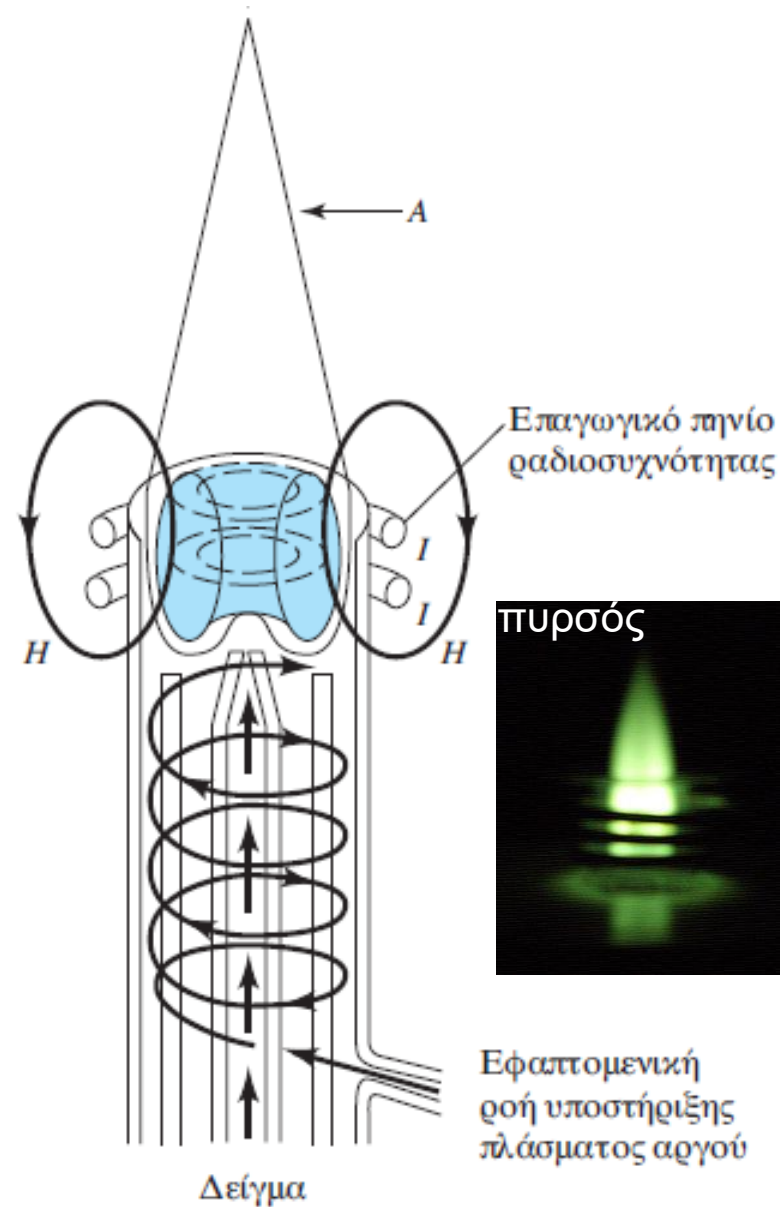 A
Επαγωγικό πηνίο
ραδιοσυχνότητας
I
I
H
H
πυρσός
Εφαπτομενική
ροή υποστήριξης
πλάσματος αργού
Δείγμα